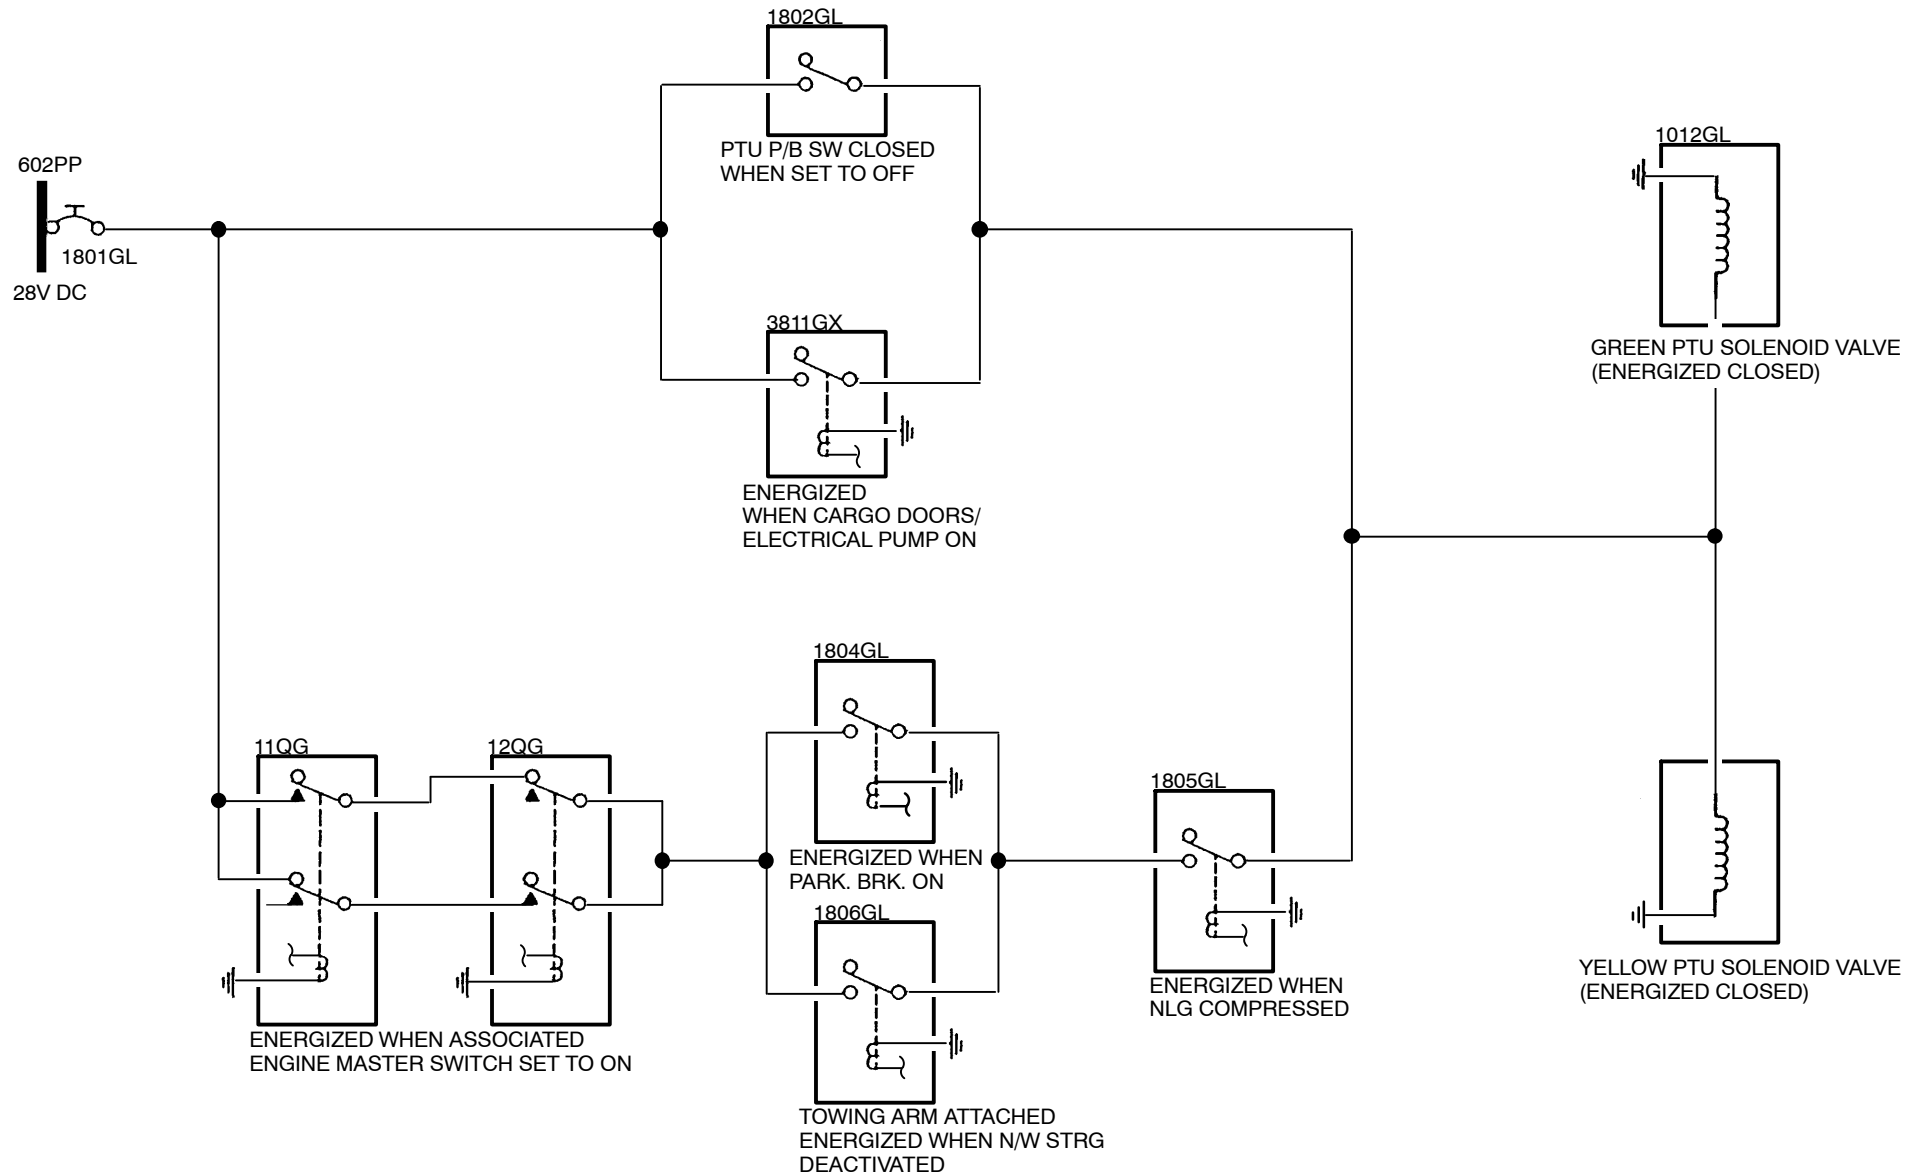 1802GL
PTU P/B SW CLOSED
WHEN SET TO OFF
602PP
1801GL
28V DC
1012GL
GREEN PTU SOLENOID VALVE
(ENERGIZED CLOSED)
3811GX
ENERGIZED
WHEN CARGO DOORS/
ELECTRICAL PUMP ON
1804GL
ENERGIZED WHEN
PARK. BRK. ON
11QG
12QG
ENERGIZED WHEN ASSOCIATED
ENGINE MASTER SWITCH SET TO ON
1806GL
TOWING ARM ATTACHED
ENERGIZED WHEN N/W STRG
DEACTIVATED
1805GL
ENERGIZED WHEN
NLG COMPRESSED
YELLOW PTU SOLENOID VALVE
(ENERGIZED CLOSED)